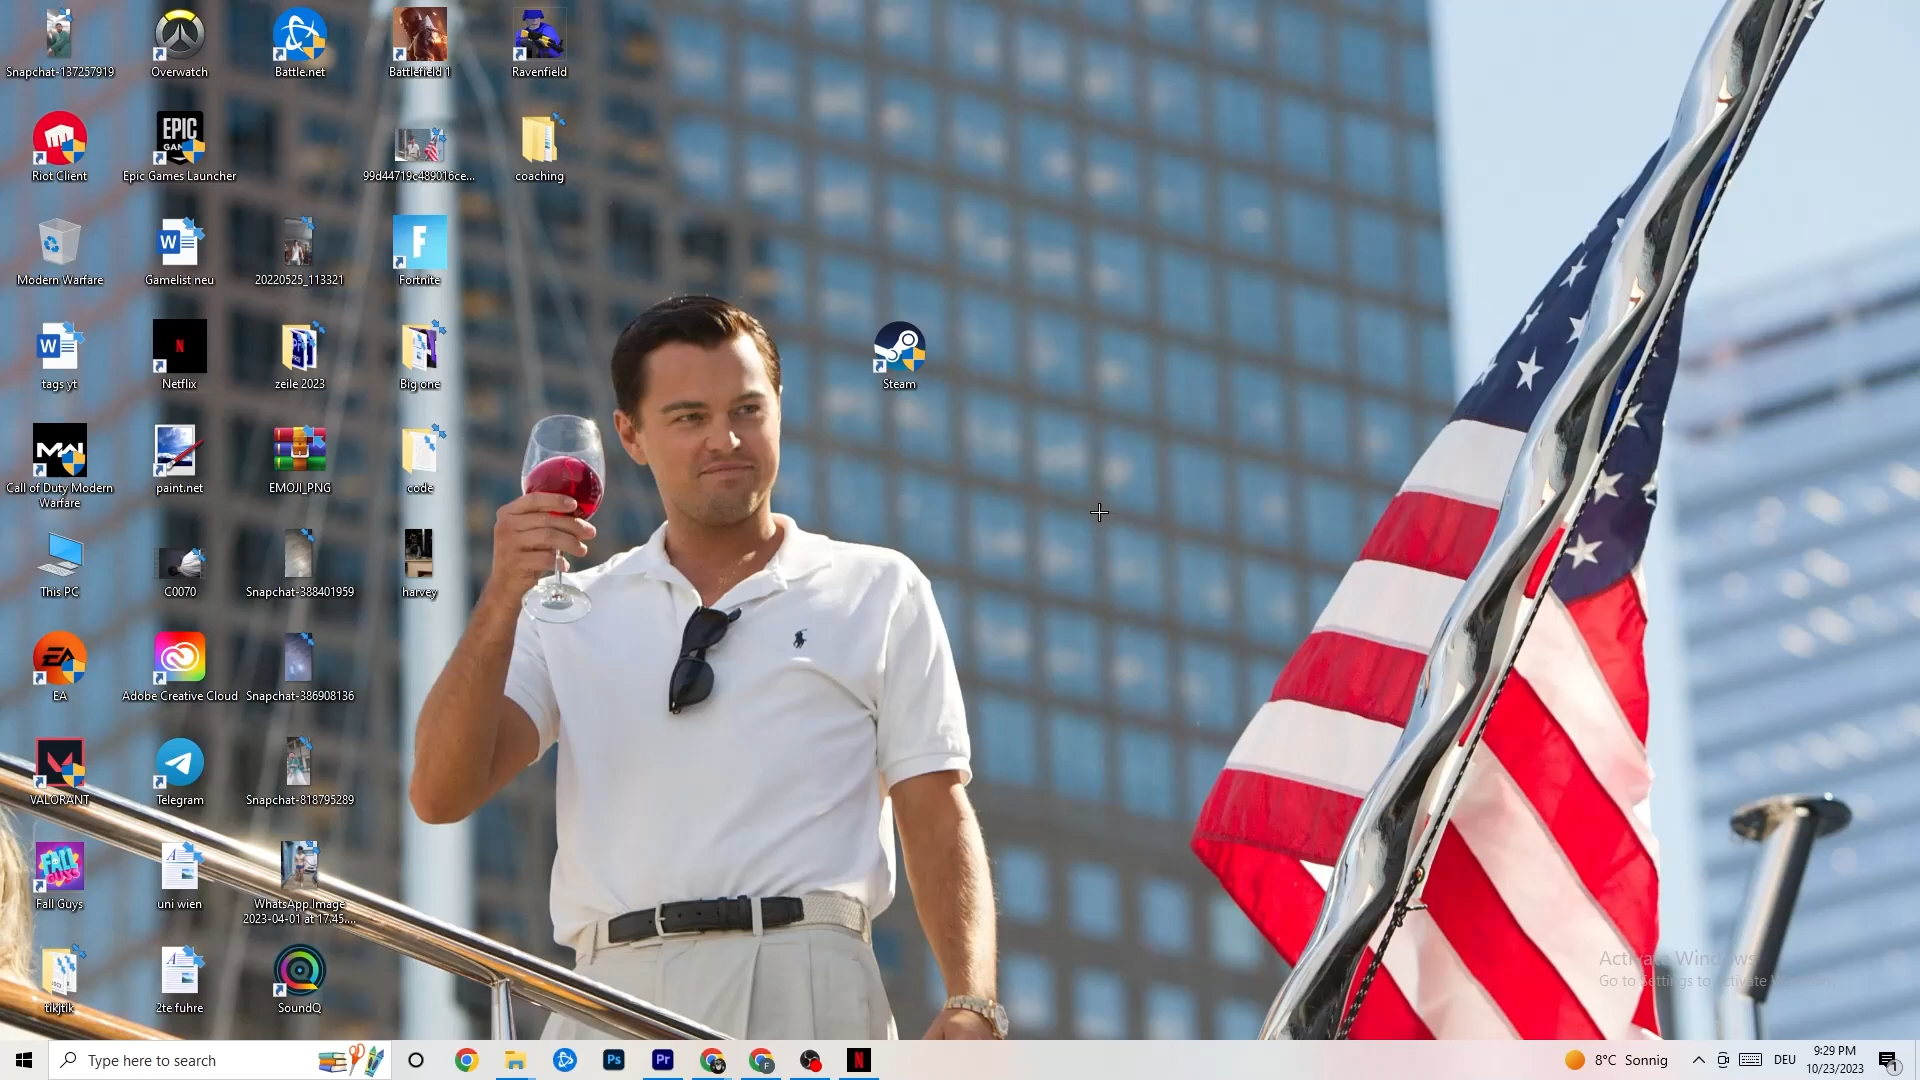 Snapchat-137257919
Overwatch
Battle.net
Battlefield 1
Ravenfield
EPIC
GAM
Riot Client
Epic Games Launcher
99d44719c489016ce...
coaching
Modern Warfare
Gamelist neu
20220525_113321
Fortnite
tags yt
Netflix
zeile 2023
Big one
Steam
Call of Duty Modern
Warfare
paint.net
EMOJI_PNG
code
This PC
C0070
Snapchat-388401959
harvey
EA
Adobe Creative Cloud
Snapchat-386908136
VALORANT
Telegram
Snapchat-818795289
Fall Guys
uni wien
WhatsApp Image
2023-04-01 at 17.45....
tikjtik
2te fuhre
SoundQ
Activate Windows
Go to Settings to activate
Type here to search
Ps
Pr
8°C Sonnig
DEU
9:29 PM
10/23/2023